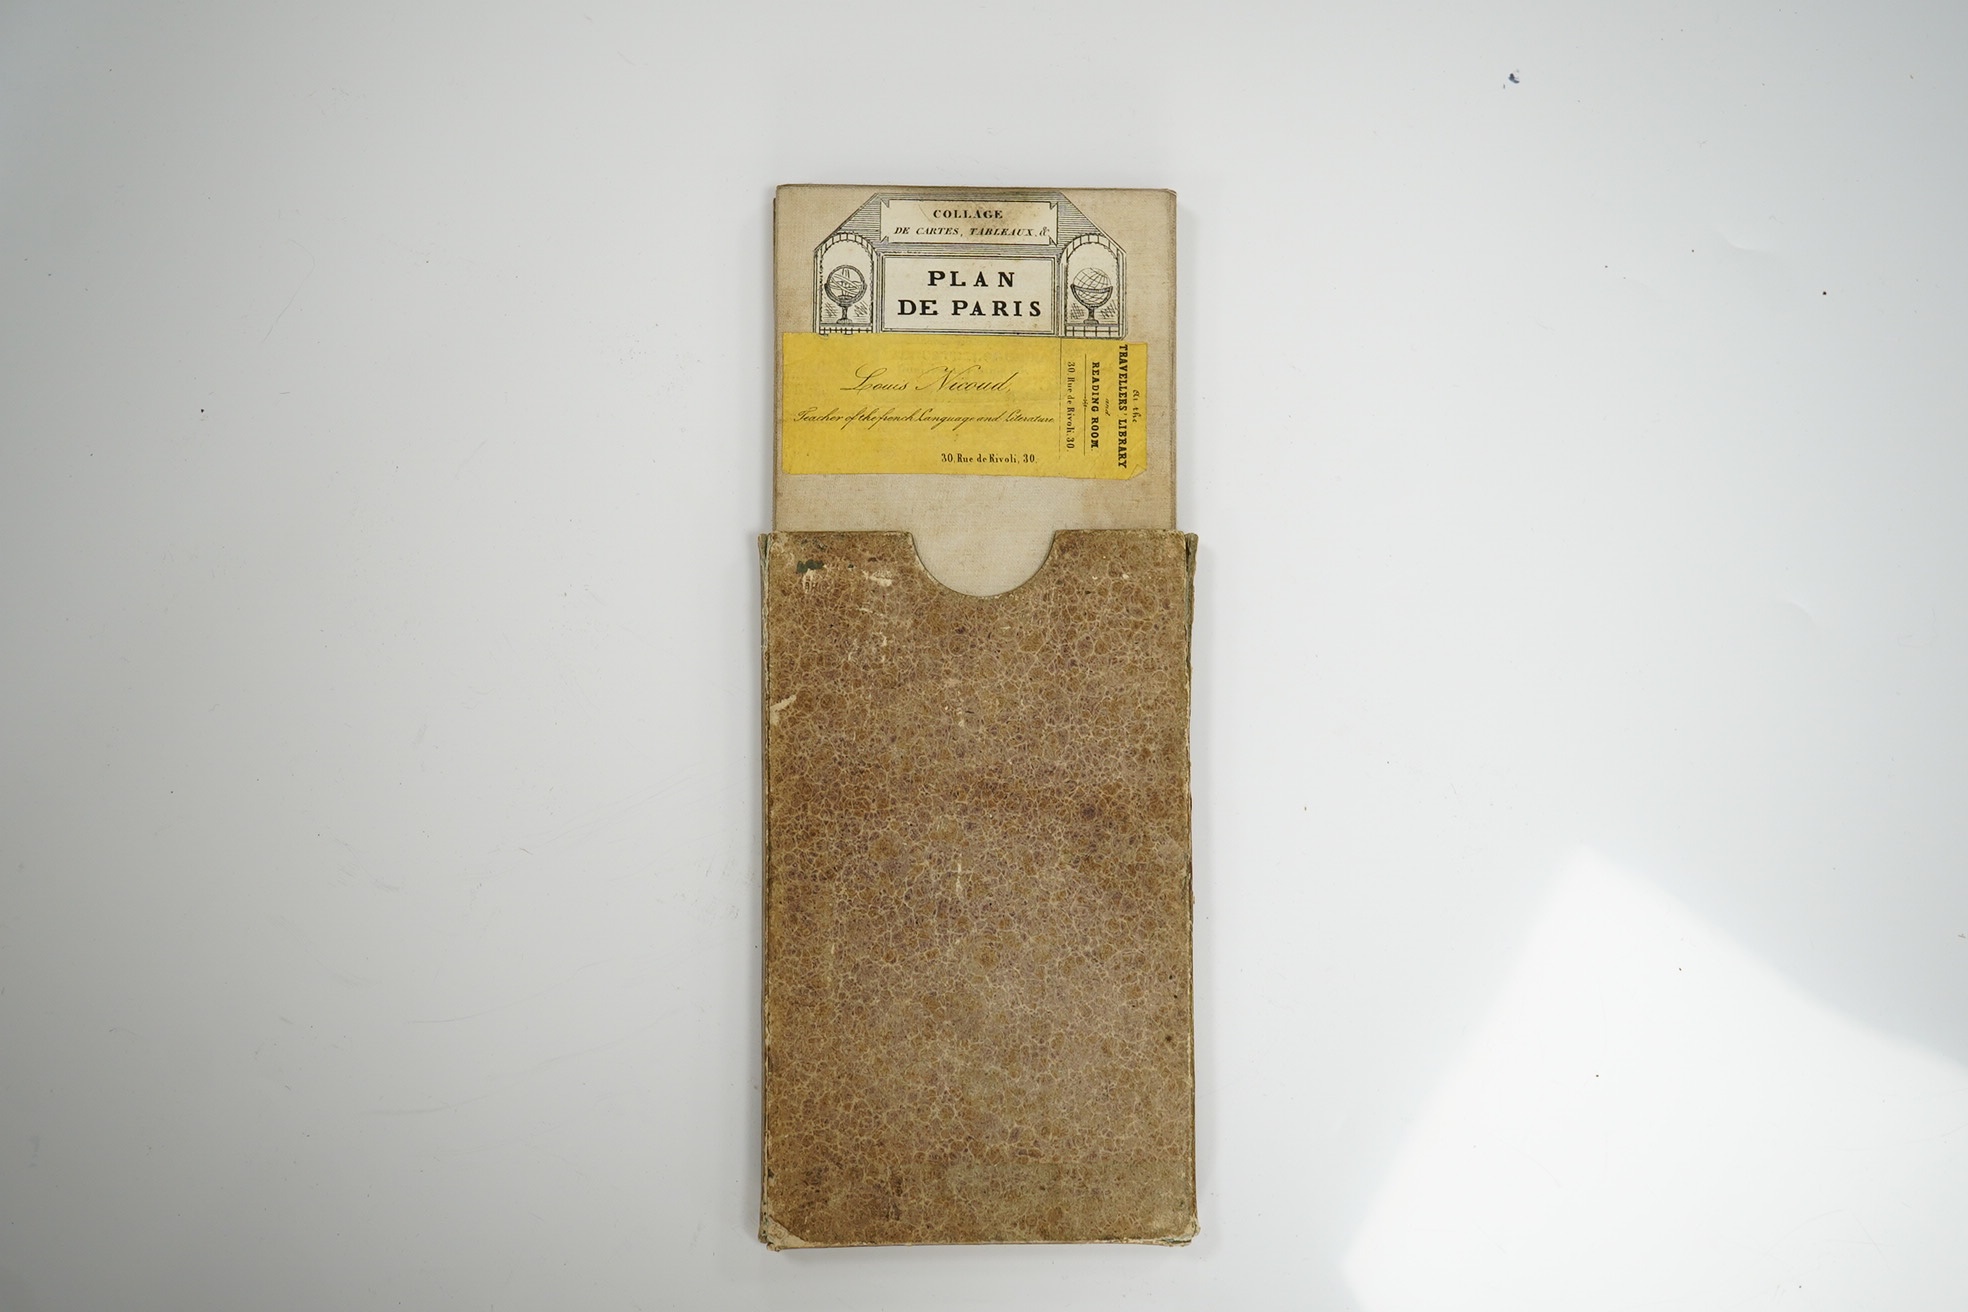 COLLAGE
DE CARTES, TABLEAUX, &c
PLAN
DE PARIS
Louis Nicoud,
Teacher of the french Language and Literature
30, Rue de Rivoli, 30.
At the
TRAVELLERS' LIBRARY
and
READING ROOM
30 Rue de Rivoli. 30.